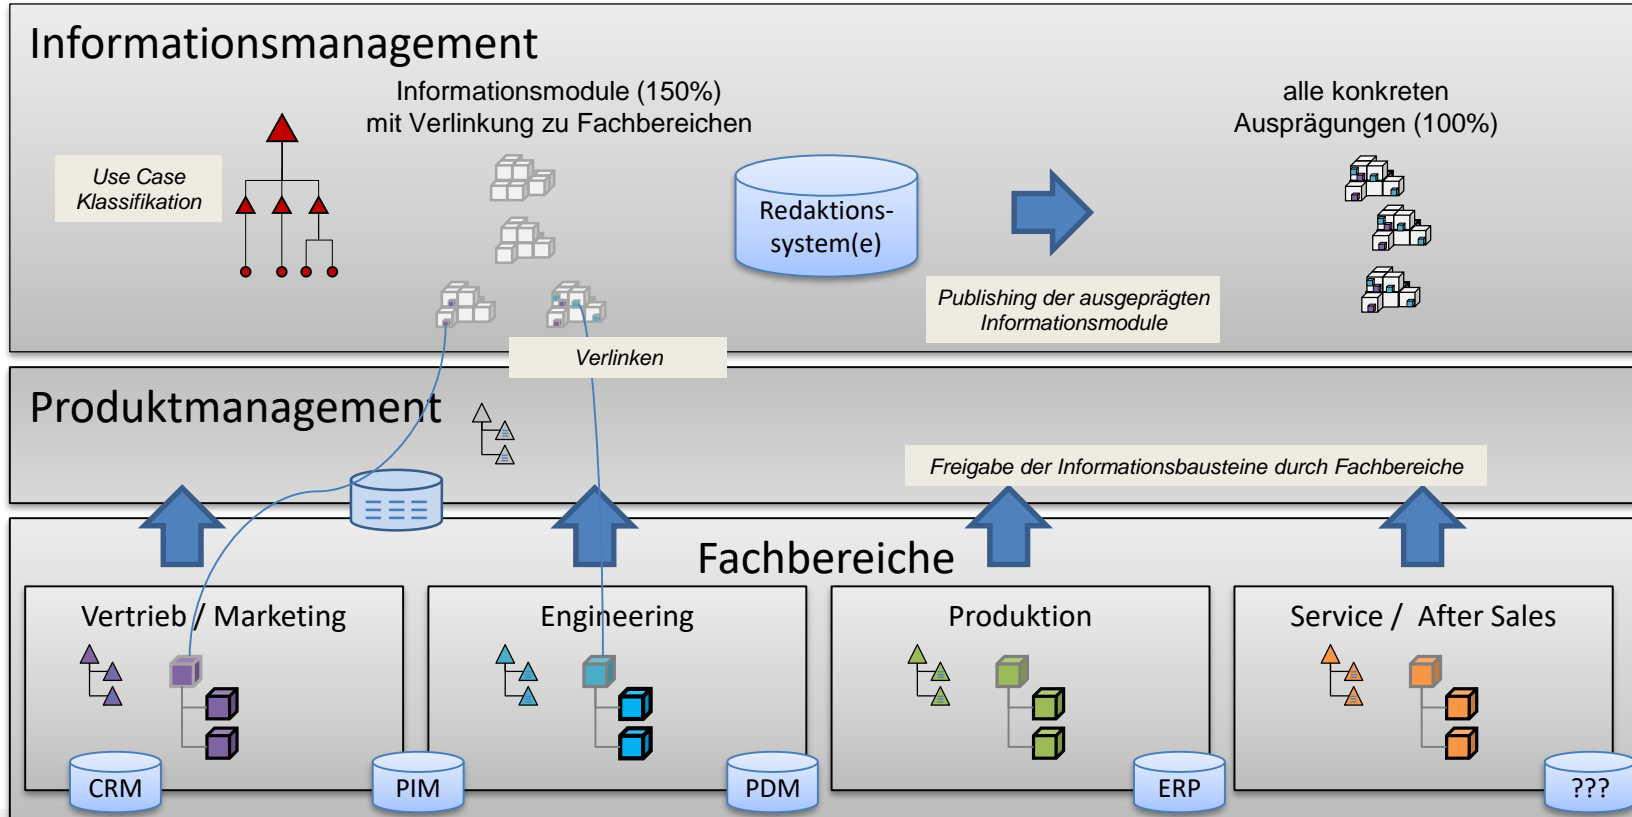 Informationsmanagement
Informationsmodule (150%)
mit Verlinkung zu Fachbereichen
alle konkreten
Ausprägungen (100%)
Use Case
Klassifikation
Redaktions-
system(e)
Publishing der ausgeprägten
Informationsmodule
Verlinken
Produktmanagement
Freigabe der Informationsbausteine durch Fachbereiche
Fachbereiche
Vertrieb / Marketing
Engineering
Produktion
Service / After Sales
CRM
PIM
PDM
ERP
???